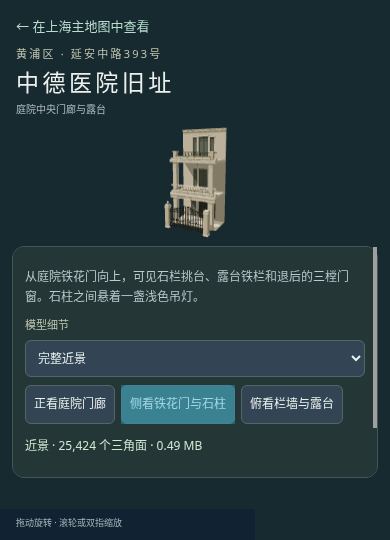 ← 在上海主地图中查看
黄浦区 · 延安中路393号
中德医院旧址
庭院中央门廊与露台
从庭院铁花门向上，可见石栏挑台、露台铁栏和退后的三樘门
窗。石柱之间悬着一盏浅色吊灯。
模型细节
完整近景
正看庭院门廊
侧看铁花门与石柱
俯看栏墙与露台
近景 · 25,424 个三角面 · 0.49 MB
拖动旋转 · 滚轮或双指缩放